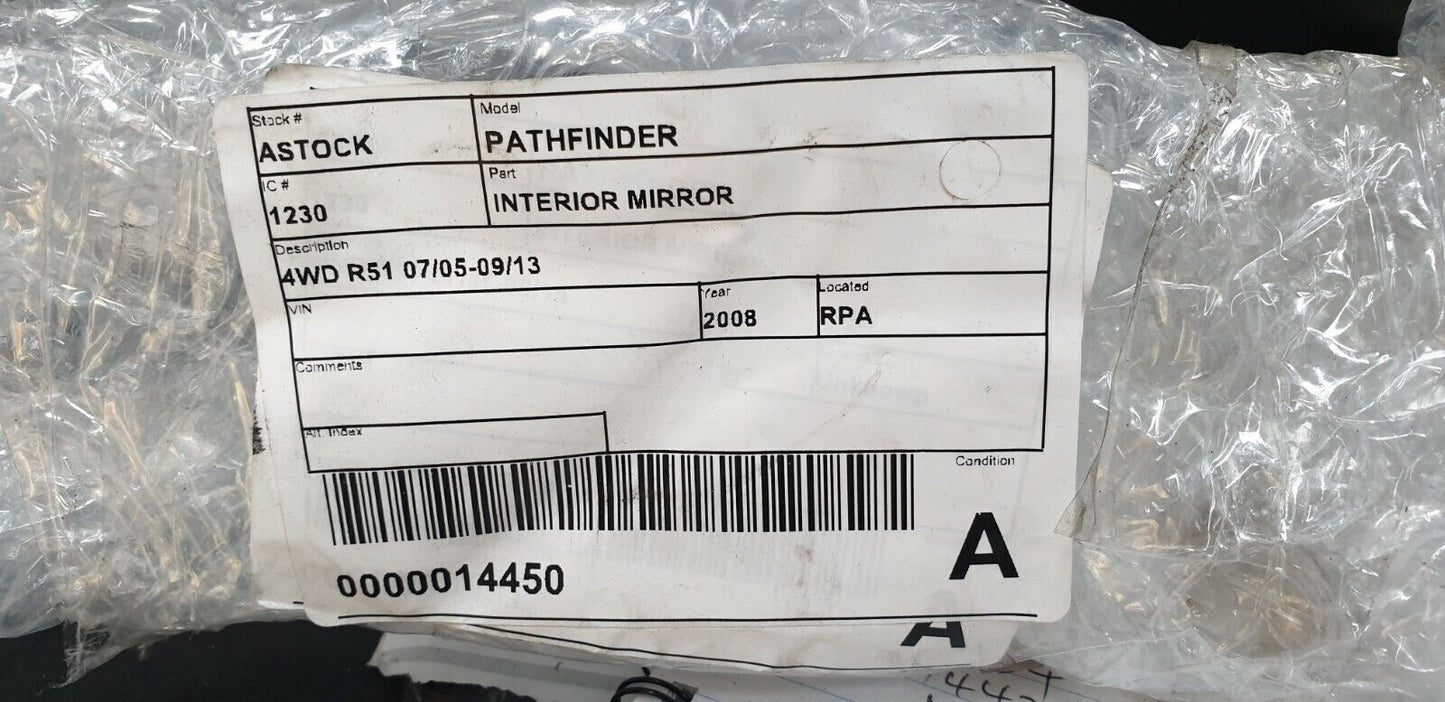 Stock #
ASTOCK
Model
PATHFINDER
IC #
1230
Part
INTERIOR MIRROR
Description
4WD R51 07/05-09/13
VIN
Year
2008
Located
RPA
Comments
Alt. Index
Condition
A
0000014450
A